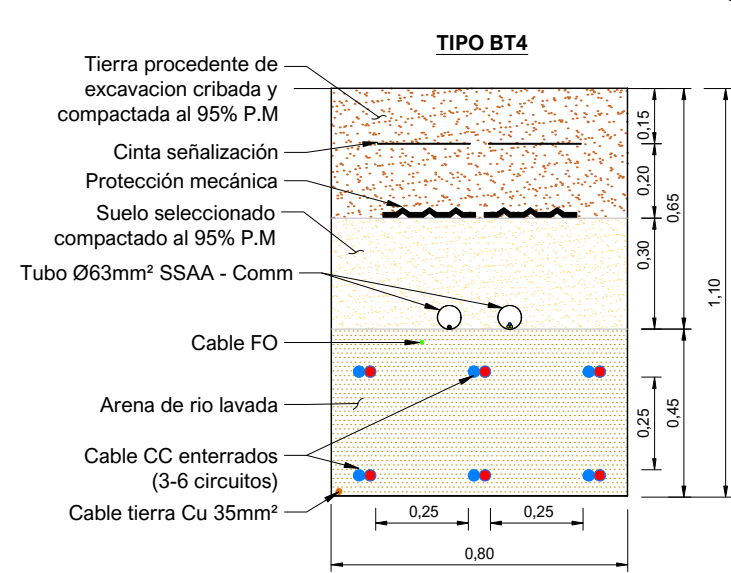 TIPO BT4
Tierra procedente de
excavacion cribada y
compactada al 95% P.M
Cinta señalización
Protección mecánica
Suelo seleccionado
compactado al 95% P.M
Tubo Ø63mm² SSAA - Comm
Cable FO
Arena de rio lavada
Cable CC enterrados
(3-6 circuitos)
Cable tierra Cu 35mm²
0,15
0,20
0,30
0,65
1,10
0,25
0,45
0,25
0,25
0,80